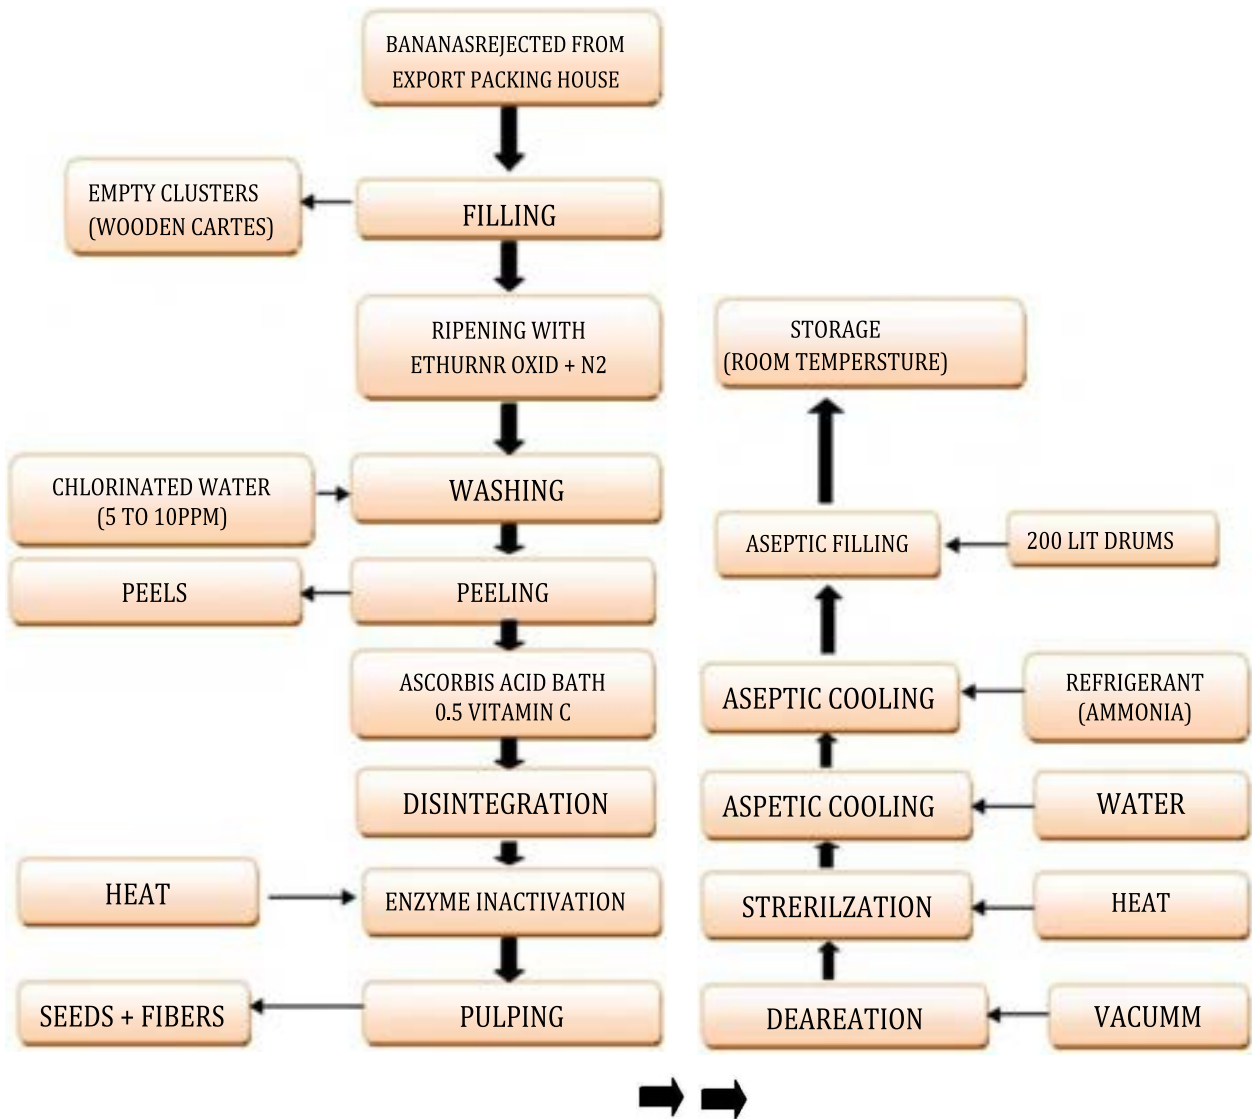 BANANASREJECTED FROM
EXPORT PACKING HOUSE
EMPTY CLUSTERS
(WOODEN CARTES)
FILLING
RIPENING WITH
ETHURNR OXID + N2
CHLORINATED WATER
(5 TO 10PPM)
WASHING
PEELS
PEELING
ASCORBIS ACID BATH
0.5 VITAMIN C
DISINTEGRATION
HEAT
ENZYME INACTIVATION
SEEDS + FIBERS
PULPING
STORAGE
(ROOM TEMPERSTURE)
ASEPTIC FILLING
200 LIT DRUMS
ASEPTIC COOLING
REFRIGERANT
(AMMONIA)
ASPETIC COOLING
WATER
STRERILZATION
HEAT
DEAREATION
VACUMM